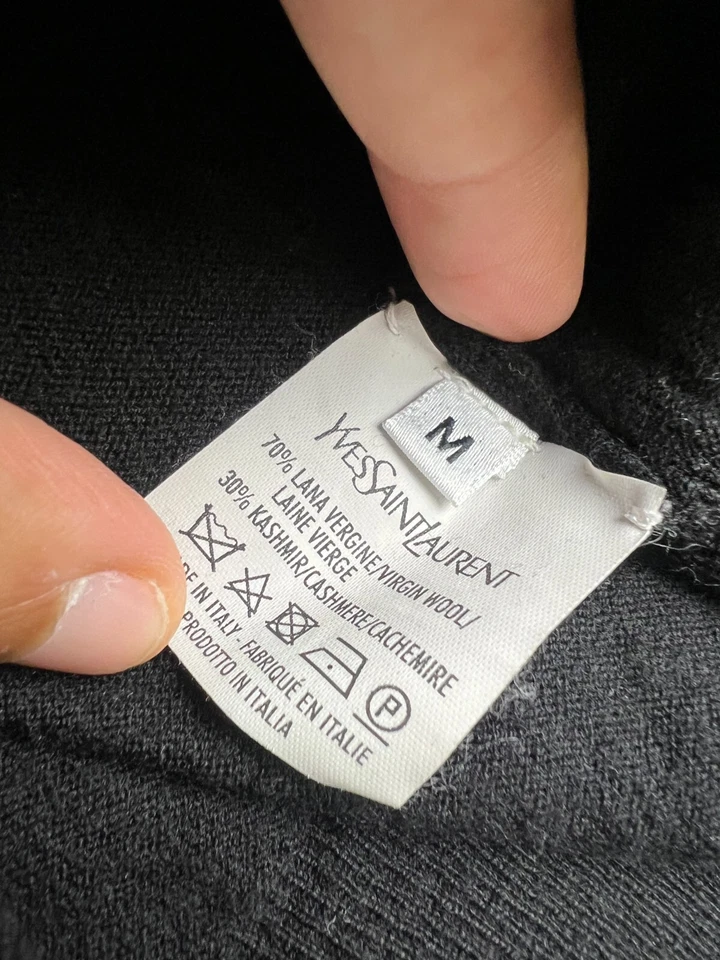 M
YVESSAINTLAURENT
70% LANA VERGINE/VIRGIN WOOL/
LAINE VIERGE
30% KASHMIR/CASHMERE/CACHEMIRE
P
IN ITALY - FABRIQUÉ EN ITALIE
PRODOTTO IN ITALIA